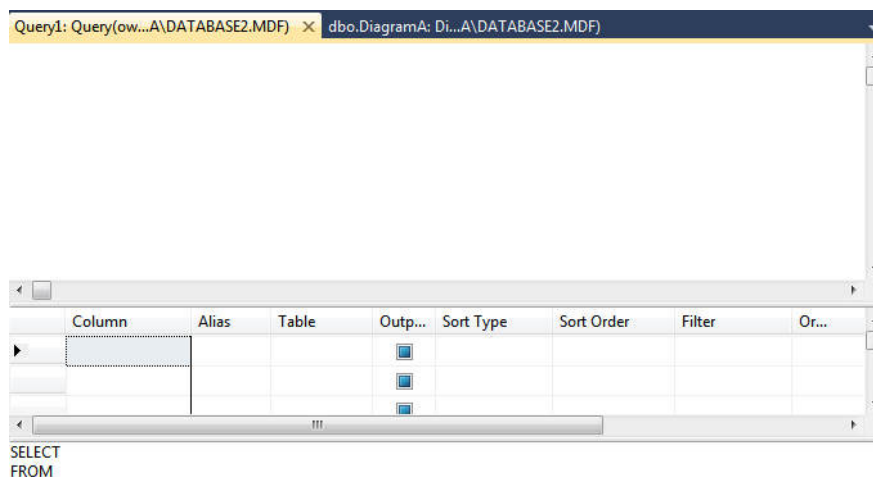 Query1: Query(ow...A\DATABASE2.MDF) dbo.DiagramA: Di...A\DATABASE2.MDF)
Column Alias Table Outp... Sort Type Sort Order Filter Or...
SELECT
FROM